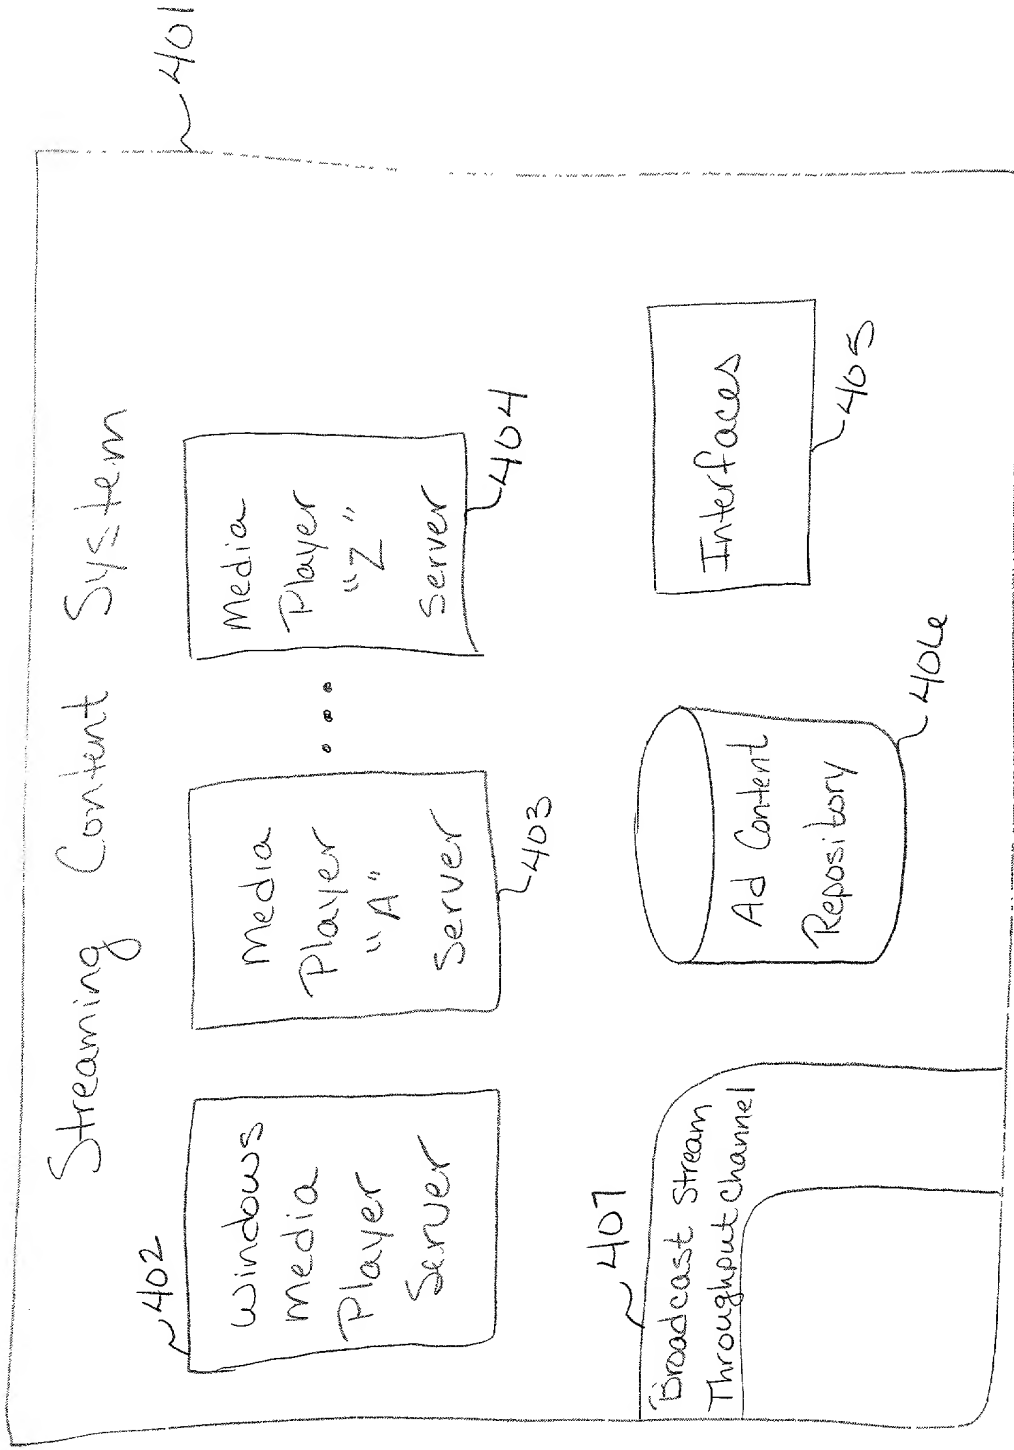 Streaming Content System
401
402
Windows
Media
Player
Server
Media
Player
"A"
Server
403
...
Media
Player
"Z"
Server
404
407
Broadcast Stream
Throughput Channel
Ad Content
Repository
406
Interfaces
405